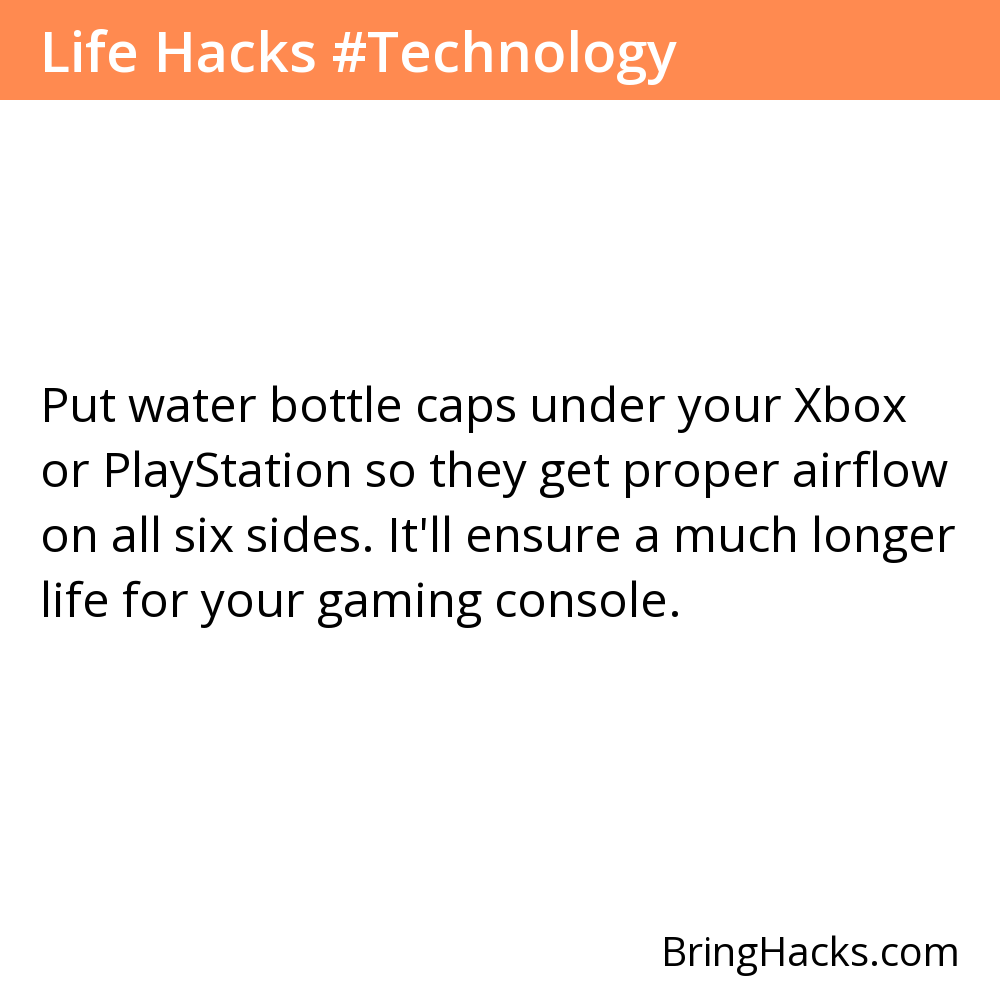 Life Hacks #Technology
Put water bottle caps under your Xbox
or PlayStation so they get proper airflow
on all six sides. It'll ensure a much longer
life for your gaming console.
BringHacks.com